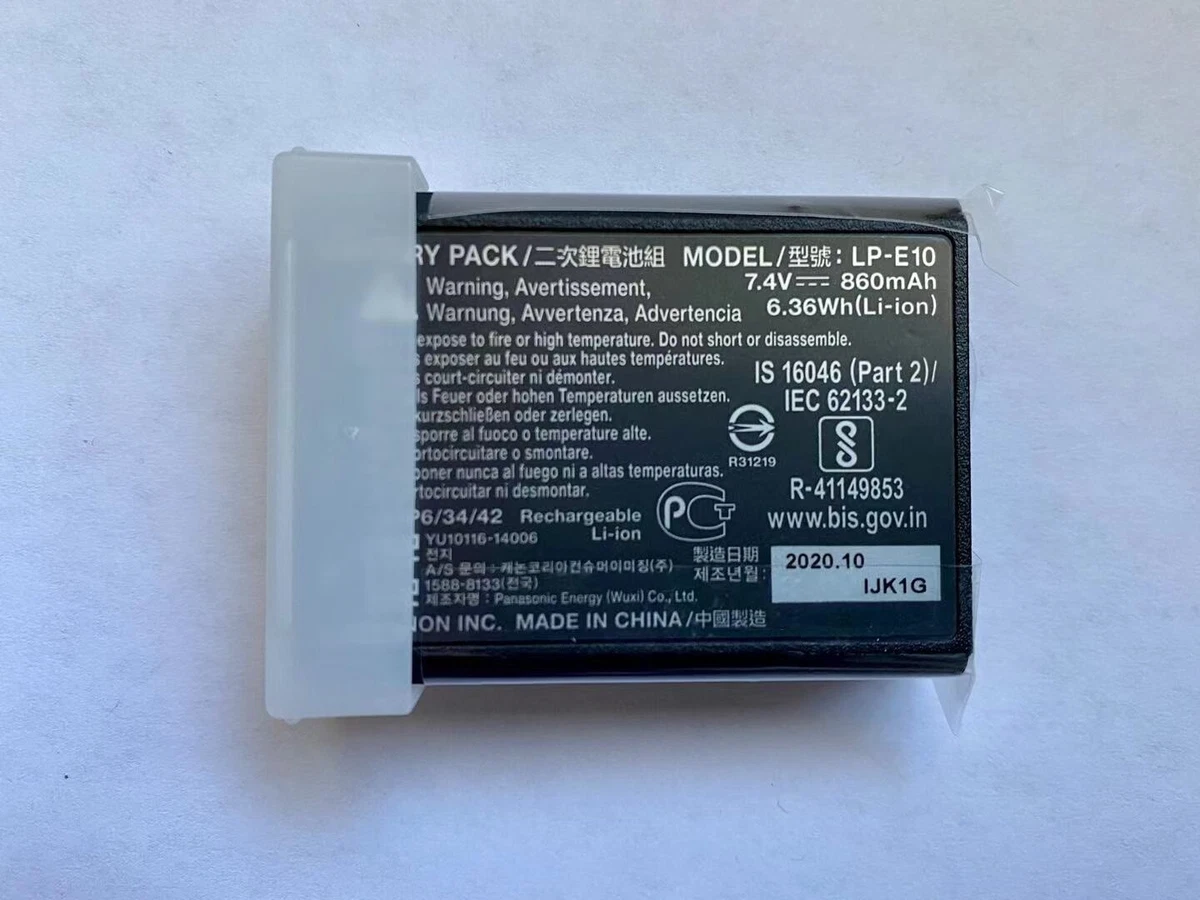 RY PACK/二次鋰電池組 MODEL/型號: LP-E10
7.4V⎓ 860mAh
6.36Wh(Li-ion)
Warning, Avertissement,
Warnung, Avvertenza, Advertencia
expose to fire or high temperature. Do not short or disassemble.
exposer au feu ou aux hautes températures.
court-circuiter ni démonter.
ls Feuer oder hohen Temperaturen aussetzen.
kurzschließen oder zerlegen.
sporre al fuoco o temperature alte.
ortocircuitare o smontare.
oner nunca al fuego ni a altas temperaturas.
rtocircuitar ni desmontar.
IS 16046 (Part 2)/
IEC 62133-2
R31219
R-41149853
www.bis.gov.in
P6/34/42 Rechargeable
Li-ion
PCT
YU10116-14006
전지
A/S 문의 : 캐논코리아컨슈머이미징(주)
1588-8133(전국)
제조자명 : Panasonic Energy (Wuxi) Co., Ltd.
製造日期
제조년월:
2020.10
IJK1G
NON INC. MADE IN CHINA/中國製造